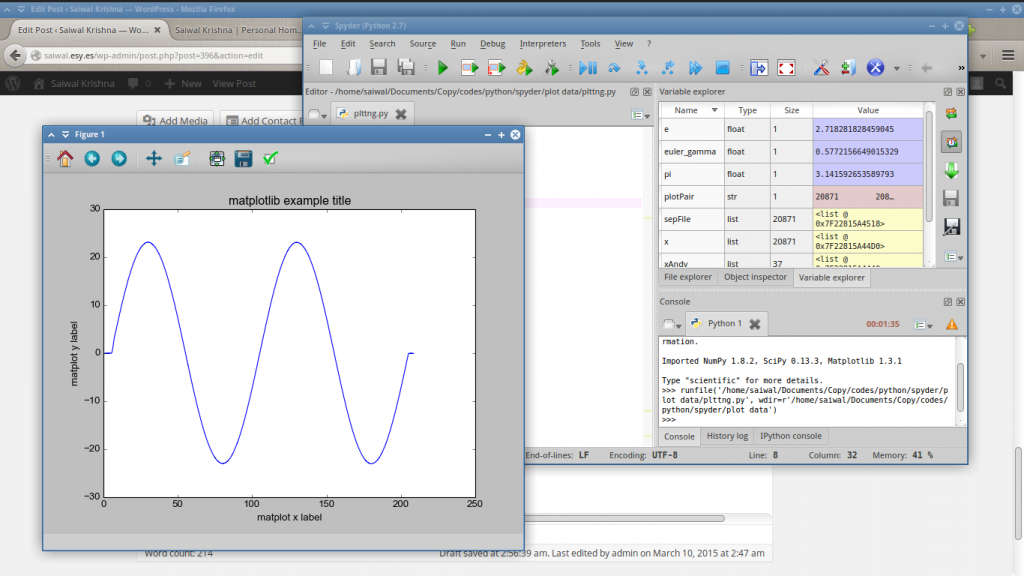 Edit Post ‹ Saiwal Krishna — WordPress - Mozilla Firefox
Edit Post ‹ Saiwal Krishna — Wo...
Saiwal Krishna | Personal Hom...
saiwal.esy.es/wp-admin/post.php?post=396&action=edit
Saiwal Krishna 0 New View Post
Add Media
Add Contact
Spyder (Python 2.7)
File Edit Search Source Run Debug Interpreters Tools View ?
Editor - /home/saiwal/Documents/Copy/codes/python/spyder/plot data/plttng.py
plttng.py
Variable explorer
Name Type Size Value
e float 1 2.718281828459045
euler_gamma float 1 0.5772156649015329
pi float 1 3.141592653589793
plotPair str 1 20871 208…
sepFile list 20871 <list @
0x7F22815A4518>
x list 20871 <list @
0x7F22815A44D0>
xAndy list 37 <list @
File explorer Object inspector Variable explorer
Console
Python 1
00:01:35
rmation.
Imported NumPy 1.8.2, SciPy 0.13.3, Matplotlib 1.3.1
Type "scientific" for more details.
>>> runfile('/home/saiwal/Documents/Copy/codes/python/spyder/p
lot data/plttng.py', wdir=r'/home/saiwal/Documents/Copy/codes/
python/spyder/plot data')
>>>
Console History log IPython console
End-of-lines: LF Encoding: UTF-8 Line: 8 Column: 32 Memory: 41 %
Figure 1
matplotlib example title
30
20
10
0
−10
−20
−30
matplot y label
0 50 100 150 200 250
matplot x label
Word count: 214
Draft saved at 2:56:39 am. Last edited by admin on March 10, 2015 at 2:47 am